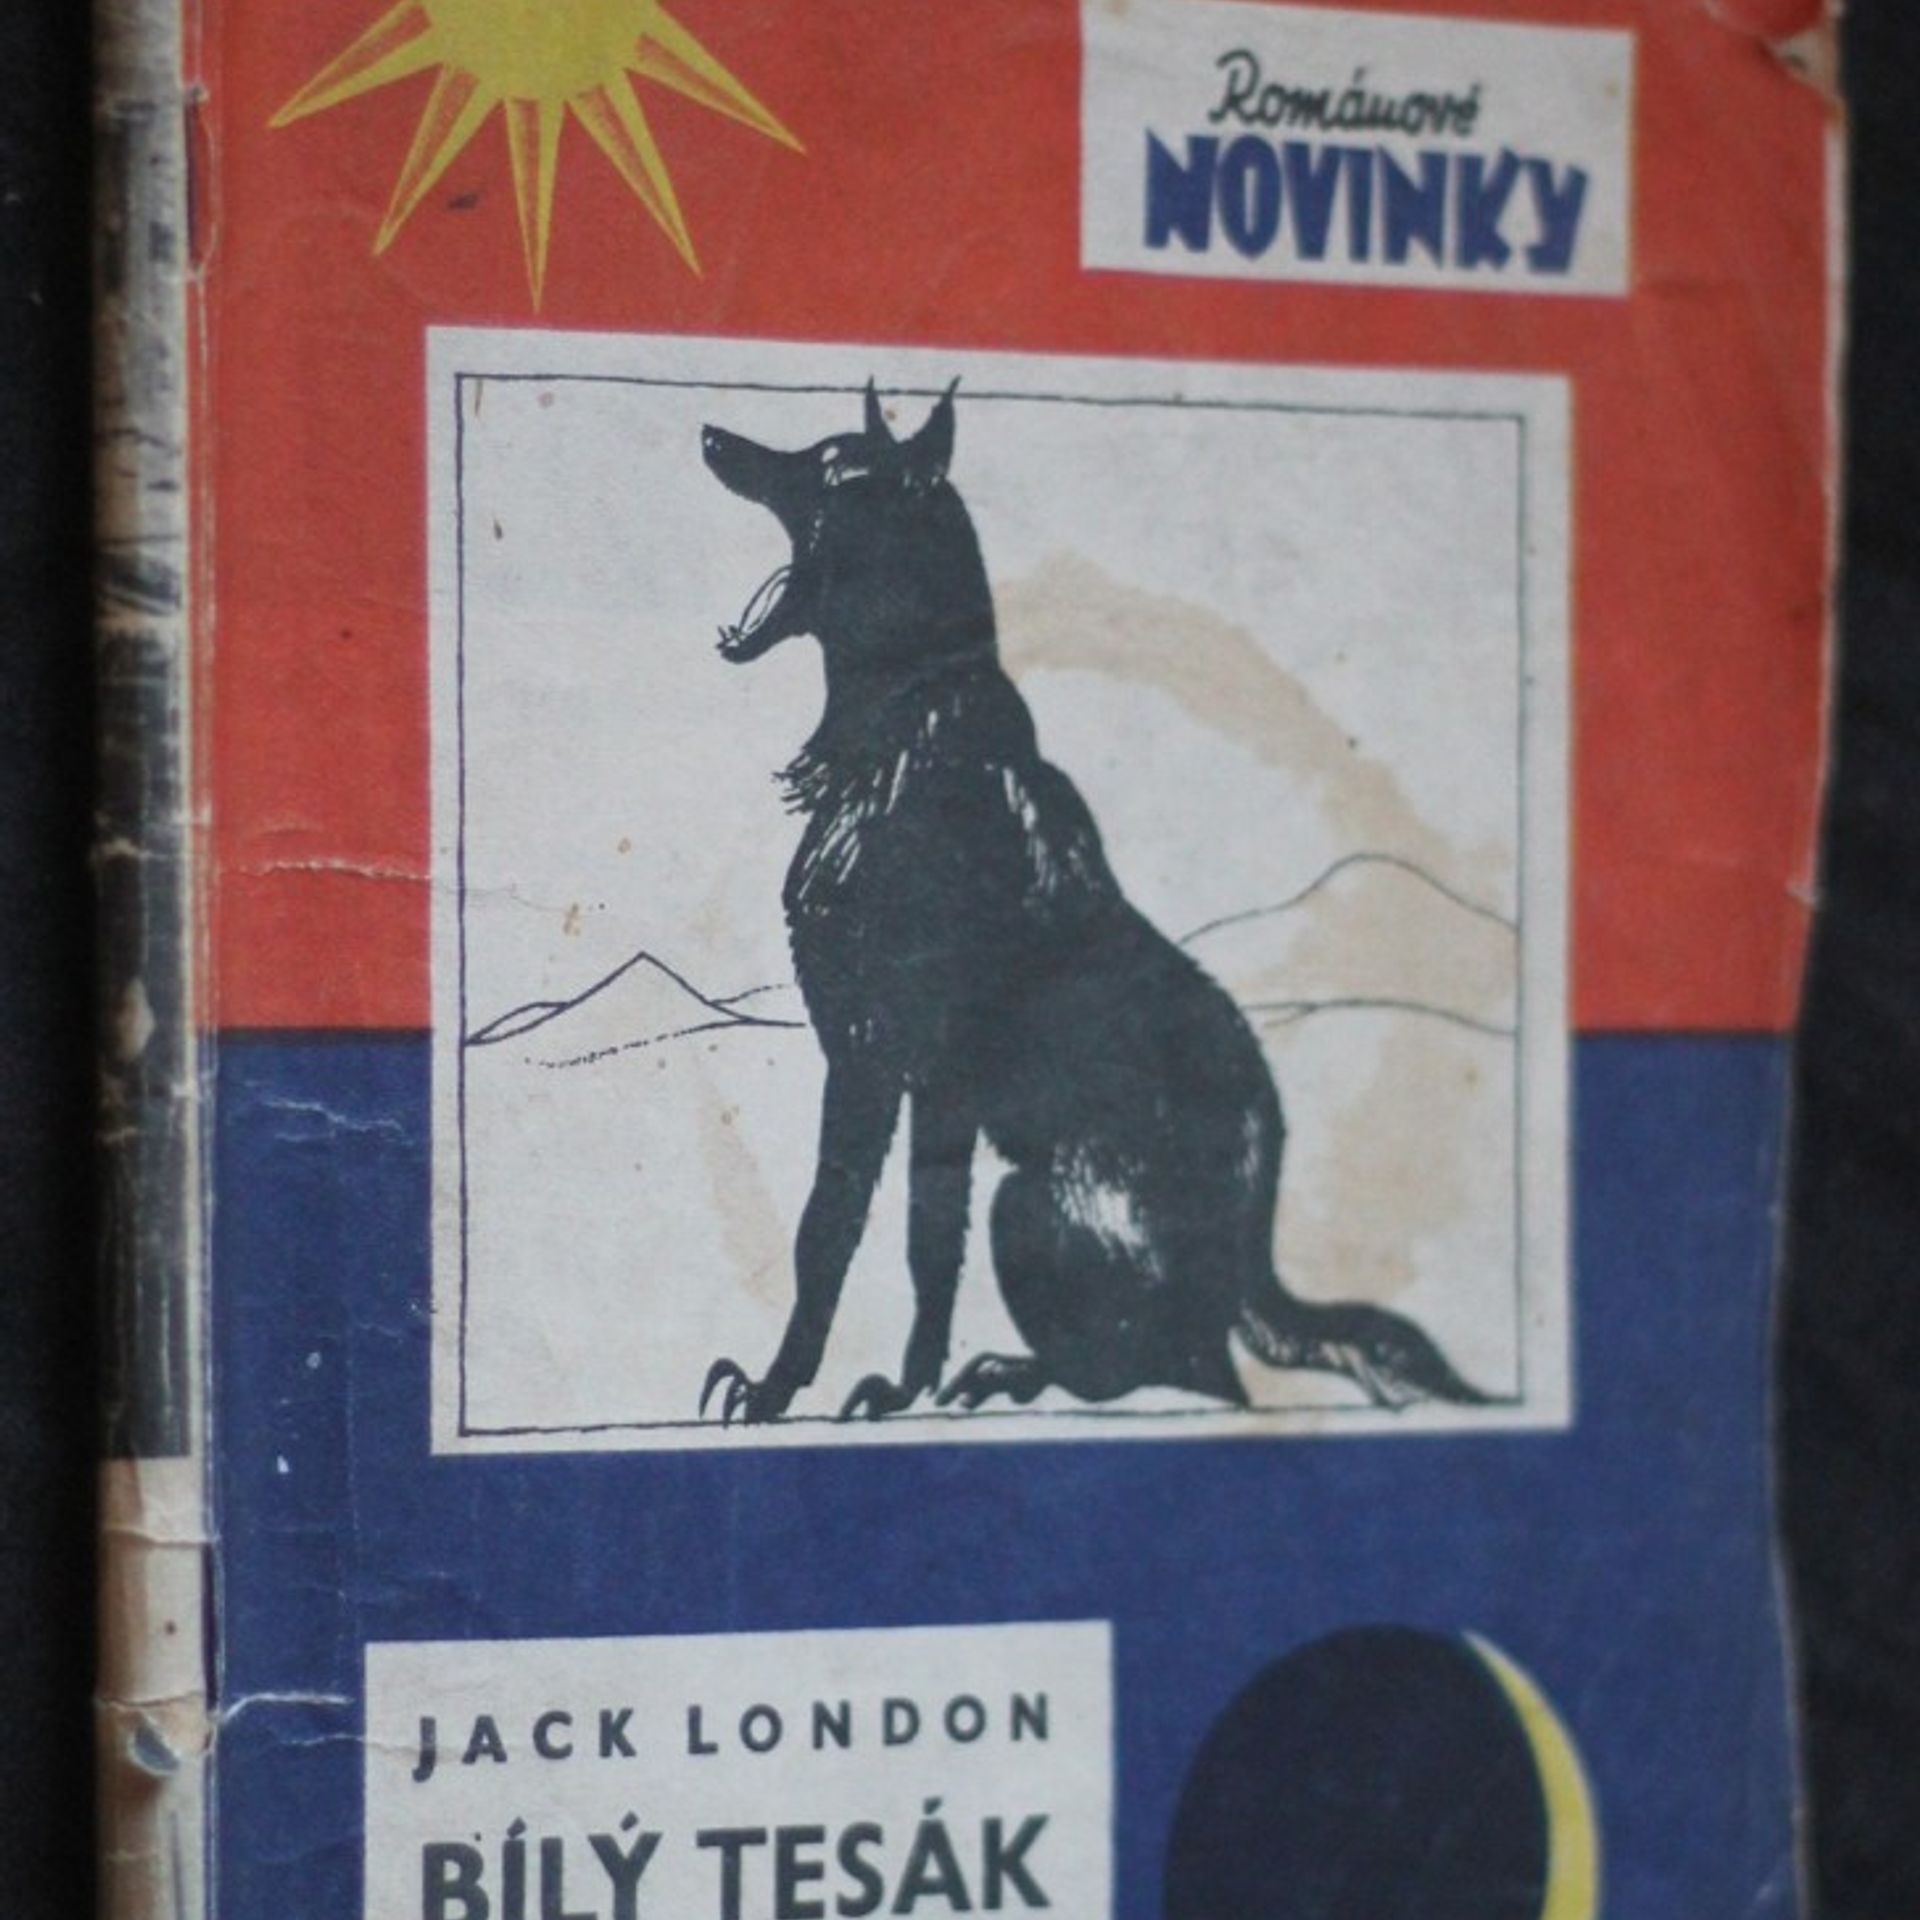 Románové
NOVINKY
JACK LONDON
BÍLÝ TESÁK